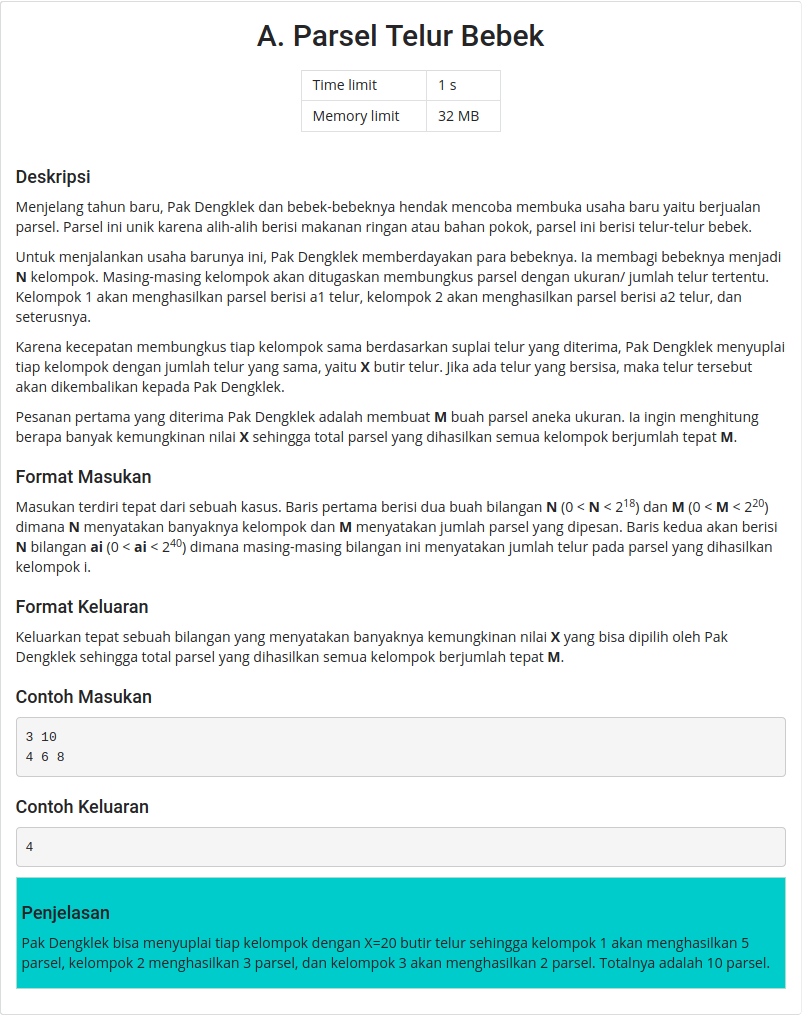 A. Parsel Telur Bebek
Time limit 1 s
Memory limit 32 MB
Deskripsi
Menjelang tahun baru, Pak Dengklek dan bebek-bebeknya hendak mencoba membuka usaha baru yaitu berjualan
parsel. Parsel ini unik karena alih-alih berisi makanan ringan atau bahan pokok, parsel ini berisi telur-telur bebek.
Untuk menjalankan usaha barunya ini, Pak Dengklek memberdayakan para bebeknya. Ia membagi bebeknya menjadi
N kelompok. Masing-masing kelompok akan ditugaskan membungkus parsel dengan ukuran/ jumlah telur tertentu.
Kelompok 1 akan menghasilkan parsel berisi a1 telur, kelompok 2 akan menghasilkan parsel berisi a2 telur, dan
seterusnya.
Karena kecepatan membungkus tiap kelompok sama berdasarkan suplai telur yang diterima, Pak Dengklek menyuplai
tiap kelompok dengan jumlah telur yang sama, yaitu X butir telur. Jika ada telur yang bersisa, maka telur tersebut
akan dikembalikan kepada Pak Dengklek.
Pesanan pertama yang diterima Pak Dengklek adalah membuat M buah parsel aneka ukuran. Ia ingin menghitung
berapa banyak kemungkinan nilai X sehingga total parsel yang dihasilkan semua kelompok berjumlah tepat M.
Format Masukan
Masukan terdiri tepat dari sebuah kasus. Baris pertama berisi dua buah bilangan N (0 < N < 2^18) dan M (0 < M < 2^20)
dimana N menyatakan banyaknya kelompok dan M menyatakan jumlah parsel yang dipesan. Baris kedua akan berisi
N bilangan ai (0 < ai < 2^40) dimana masing-masing bilangan ini menyatakan jumlah telur pada parsel yang dihasilkan
kelompok i.
Format Keluaran
Keluarkan tepat sebuah bilangan yang menyatakan banyaknya kemungkinan nilai X yang bisa dipilih oleh Pak
Dengklek sehingga total parsel yang dihasilkan semua kelompok berjumlah tepat M.
Contoh Masukan
3 10
4 6 8
Contoh Keluaran
4
Penjelasan
Pak Dengklek bisa menyuplai tiap kelompok dengan X=20 butir telur sehingga kelompok 1 akan menghasilkan 5
parsel, kelompok 2 menghasilkan 3 parsel, dan kelompok 3 akan menghasilkan 2 parsel. Totalnya adalah 10 parsel.